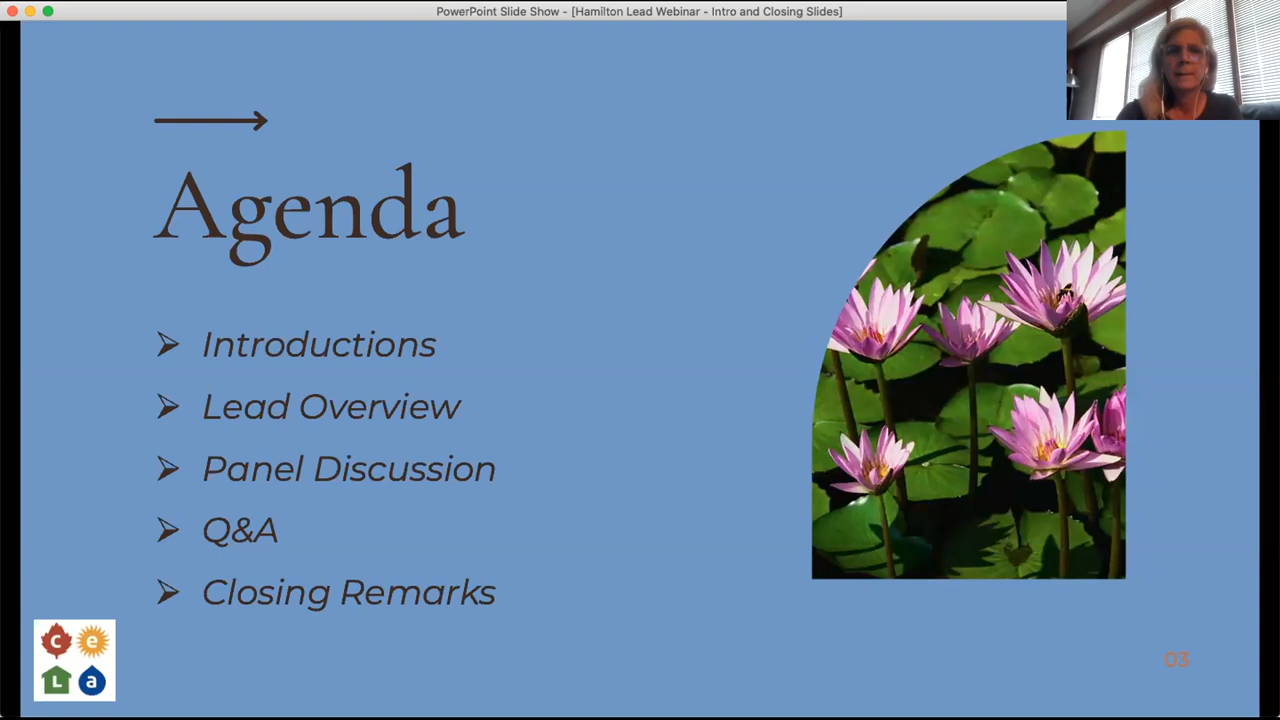 PowerPoint Slide Show - [Hamilton Lead Webinar - Intro and Closing Slides]
Agenda
Introductions
Lead Overview
Panel Discussion
Q&A
Closing Remarks
C e
L a
03